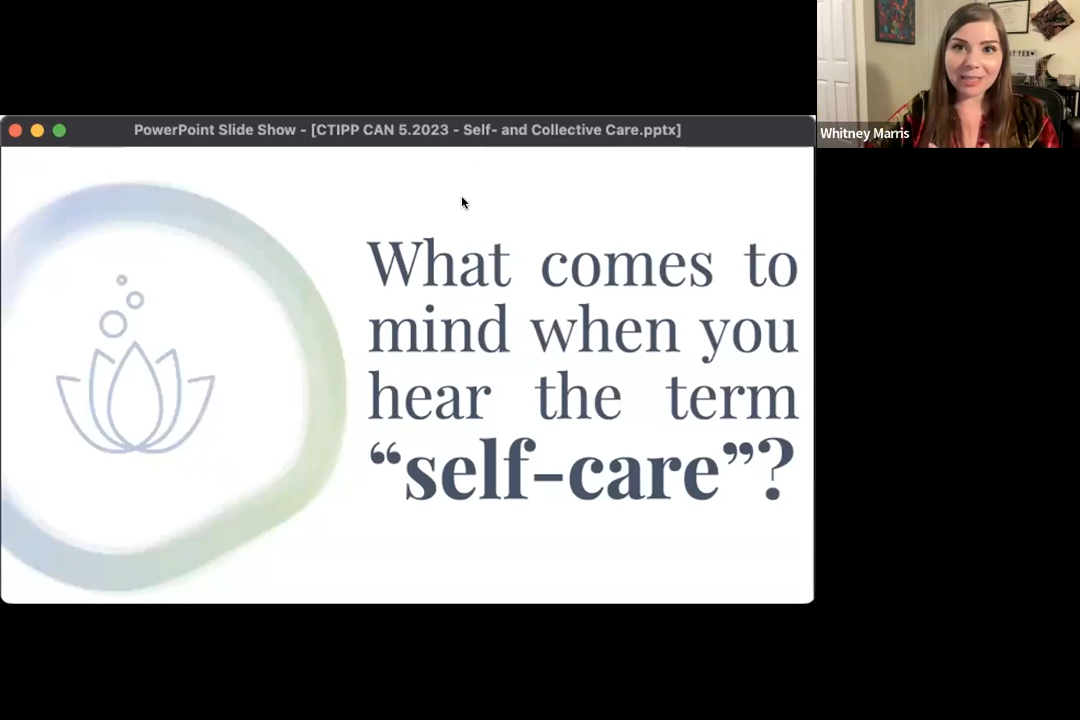 PowerPoint Slide Show - [CTIPP CAN 5.2023 - Self- and Collective Care.pptx]
Whitney Marris
What comes to
mind when you
hear the term
“self-care”?